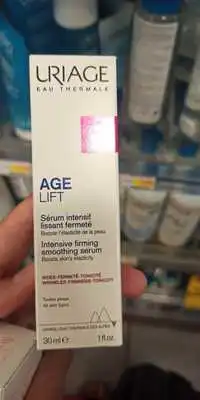 URIAGE
EAU THERMALE
AGE
LIFT
Sérum intensif
lissant fermeté
Booste l'élasticité de la peau
Intensive firming
smoothing serum
Boosts skin's elasticity
RIDES-FERMETÉ-TONICITÉ
WRINKLES-FIRMNESS-TONICITY
Toutes peaux
All skin types
30 ml e
1 fl.oz.